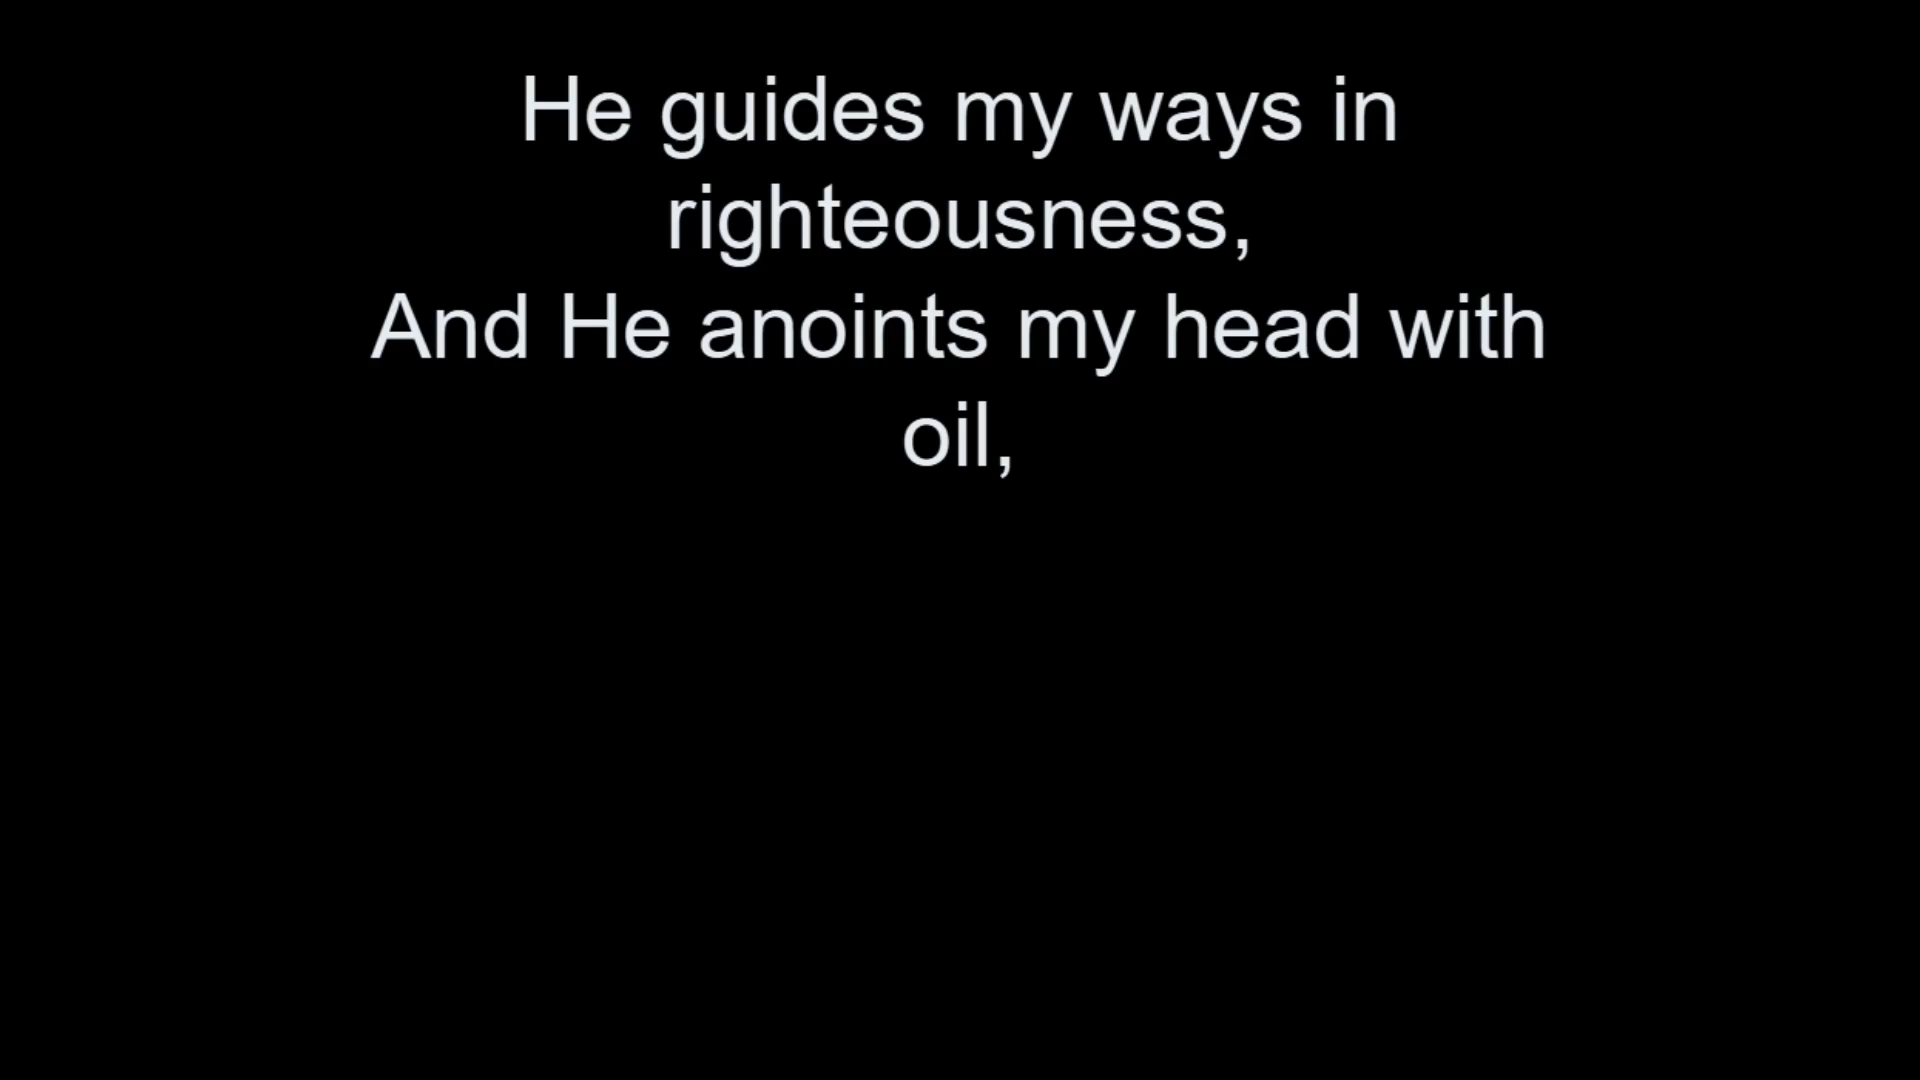 He guides my ways in
righteousness,
And He anoints my head with
oil,